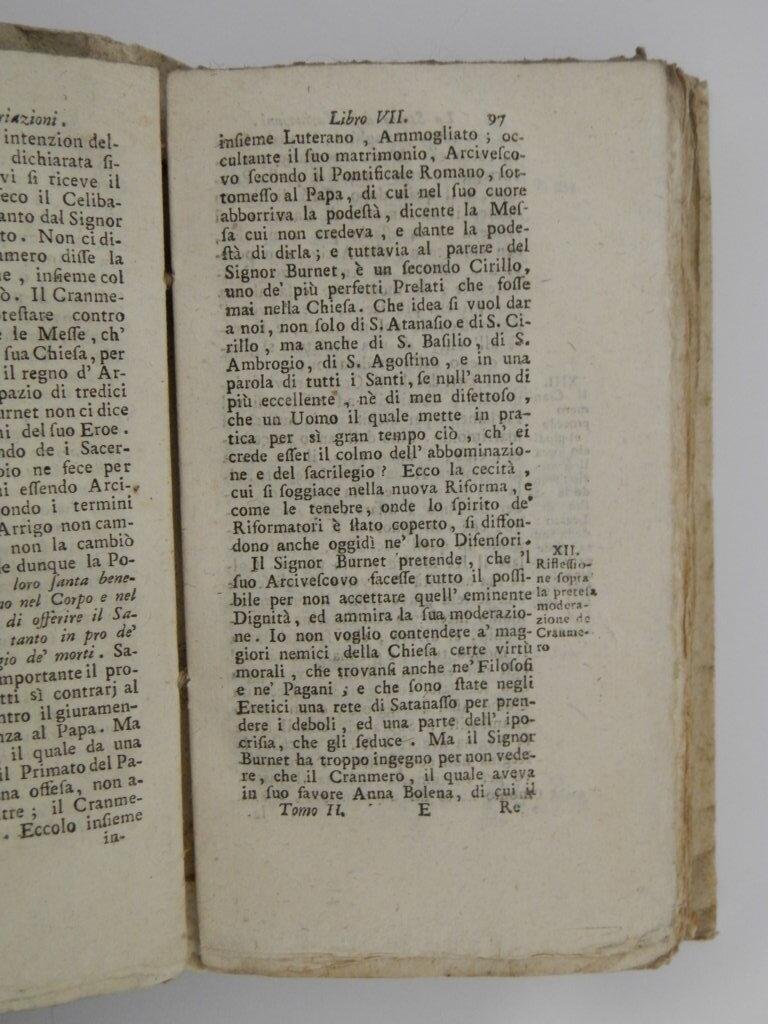 riazioni.
intenzion del-
dichiarata ſi-
vi ſi riceve il
ſeco il Celiba-
anto dal Signor
to. Non ci di-
mero diſſe la
e, inſieme col
ò. Il Cranme-
oteſtare contro
e le Meſſe, ch'
ſua Chieſa, per
il regno d' Ar-
pazio di tredici
urnet non ci dice
ni del ſuo Eroe.
ndo de i Sacer-
pio ne fece per
i eſſendo Arci-
ondo i termini
Arrigo non cam-
non la cambiò
e dunque la Po-
loro ſanta bene-
no nel Corpo e nel
di offerire il Sa-
tanto in pro de'
gio de' morti. Sa-
mportante il pro-
tti sì contrarj al
ntro il giuramen-
nza al Papa. Ma
il quale da una
il Primato del Pa-
na offeſa, non a-
tre; il Cranme-
. Eccolo inſieme
in-
Libro VII. 97
inſieme Luterano, Ammogliato; oc-
cultante il ſuo matrimonio, Arciveſco-
vo ſecondo il Pontificale Romano, ſot-
tomeſſo al Papa, di cui nel ſuo cuore
abborriva la podeſtà, dicente la Meſ-
ſa cui non credeva, e dante la pode-
ſtà di dirla; e tuttavia al parere del
Signor Burnet, è un ſecondo Cirillo,
uno de' più perfetti Prelati che foſſe
mai nella Chieſa. Che idea ſi vuol dar
a noi, non ſolo di S. Atanaſio e di S. Ci-
rillo, ma anche di S. Baſilio, di S.
Ambrogio, di S. Agoſtino, e in una
parola di tutti i Santi, ſe null'anno di
più eccellente, nè di men difettoſo,
che un Uomo il quale mette in pra-
tica per sì gran tempo ciò, ch' ei
crede eſſer il colmo dell' abbominazio-
ne e del ſacrilegio? Ecco la cecità,
cui ſi ſoggiace nella nuova Riforma, e
come le tenebre, onde lo ſpirito de'
Riformatori è ſtato coperto, ſi diffon-
dono anche oggidì ne' loro Difenſori.
Il Signor Burnet pretende, che 'l
ſuo Arciveſcovo faceſſe tutto il poſſi-
bile per non accettare quell' eminente
Dignità, ed ammira la ſua moderazio-
ne. Io non voglio contendere a' mag-
giori nemici della Chieſa certe virtù
morali, che trovanſi anche ne' Filoſofi
e ne' Pagani; e che ſono ſtate negli
Eretici una rete di Satanaſſo per pren-
dere i deboli, ed una parte dell' ipo-
criſia, che gli ſeduce. Ma il Signor
Burnet ha troppo ingegno per non vede-
re, che il Cranmero, il quale aveva
in ſuo favore Anna Bolena, di cui il
Tomo II. E Re
XII.
Rifleſſio-
ne ſopra
la preteſa
modera-
zione de
Cranme-
ro